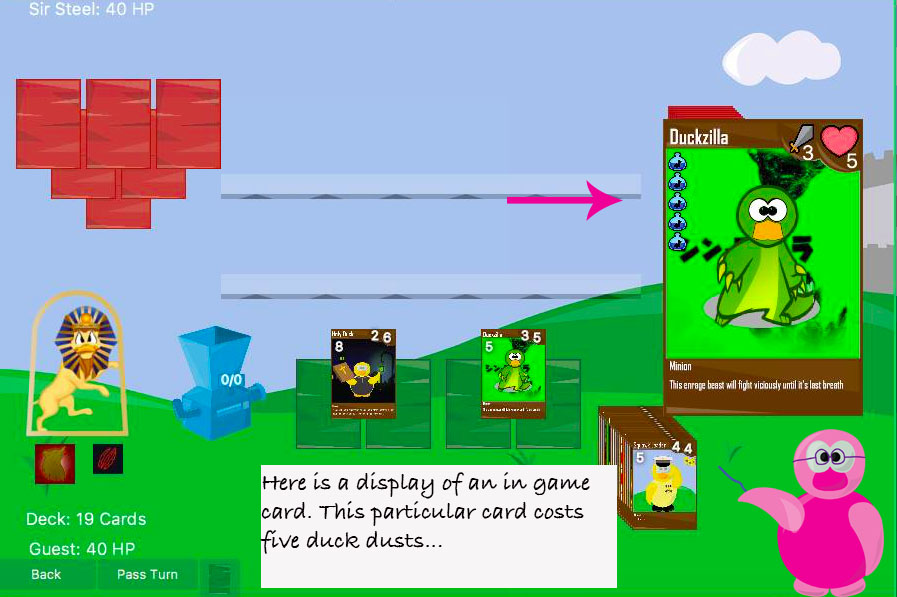 Sir Steel: 40 HP
Duckzilla
3
5
Holy Duck 2 6
8
Duckzilla 3 5
5
0/0
Minion
This enrage beast will fight viciously until it's last breath
4 4
5
Here is a display of an in game
card. This particular card costs
five duck dusts...
Deck: 19 Cards
Guest: 40 HP
Back
Pass Turn